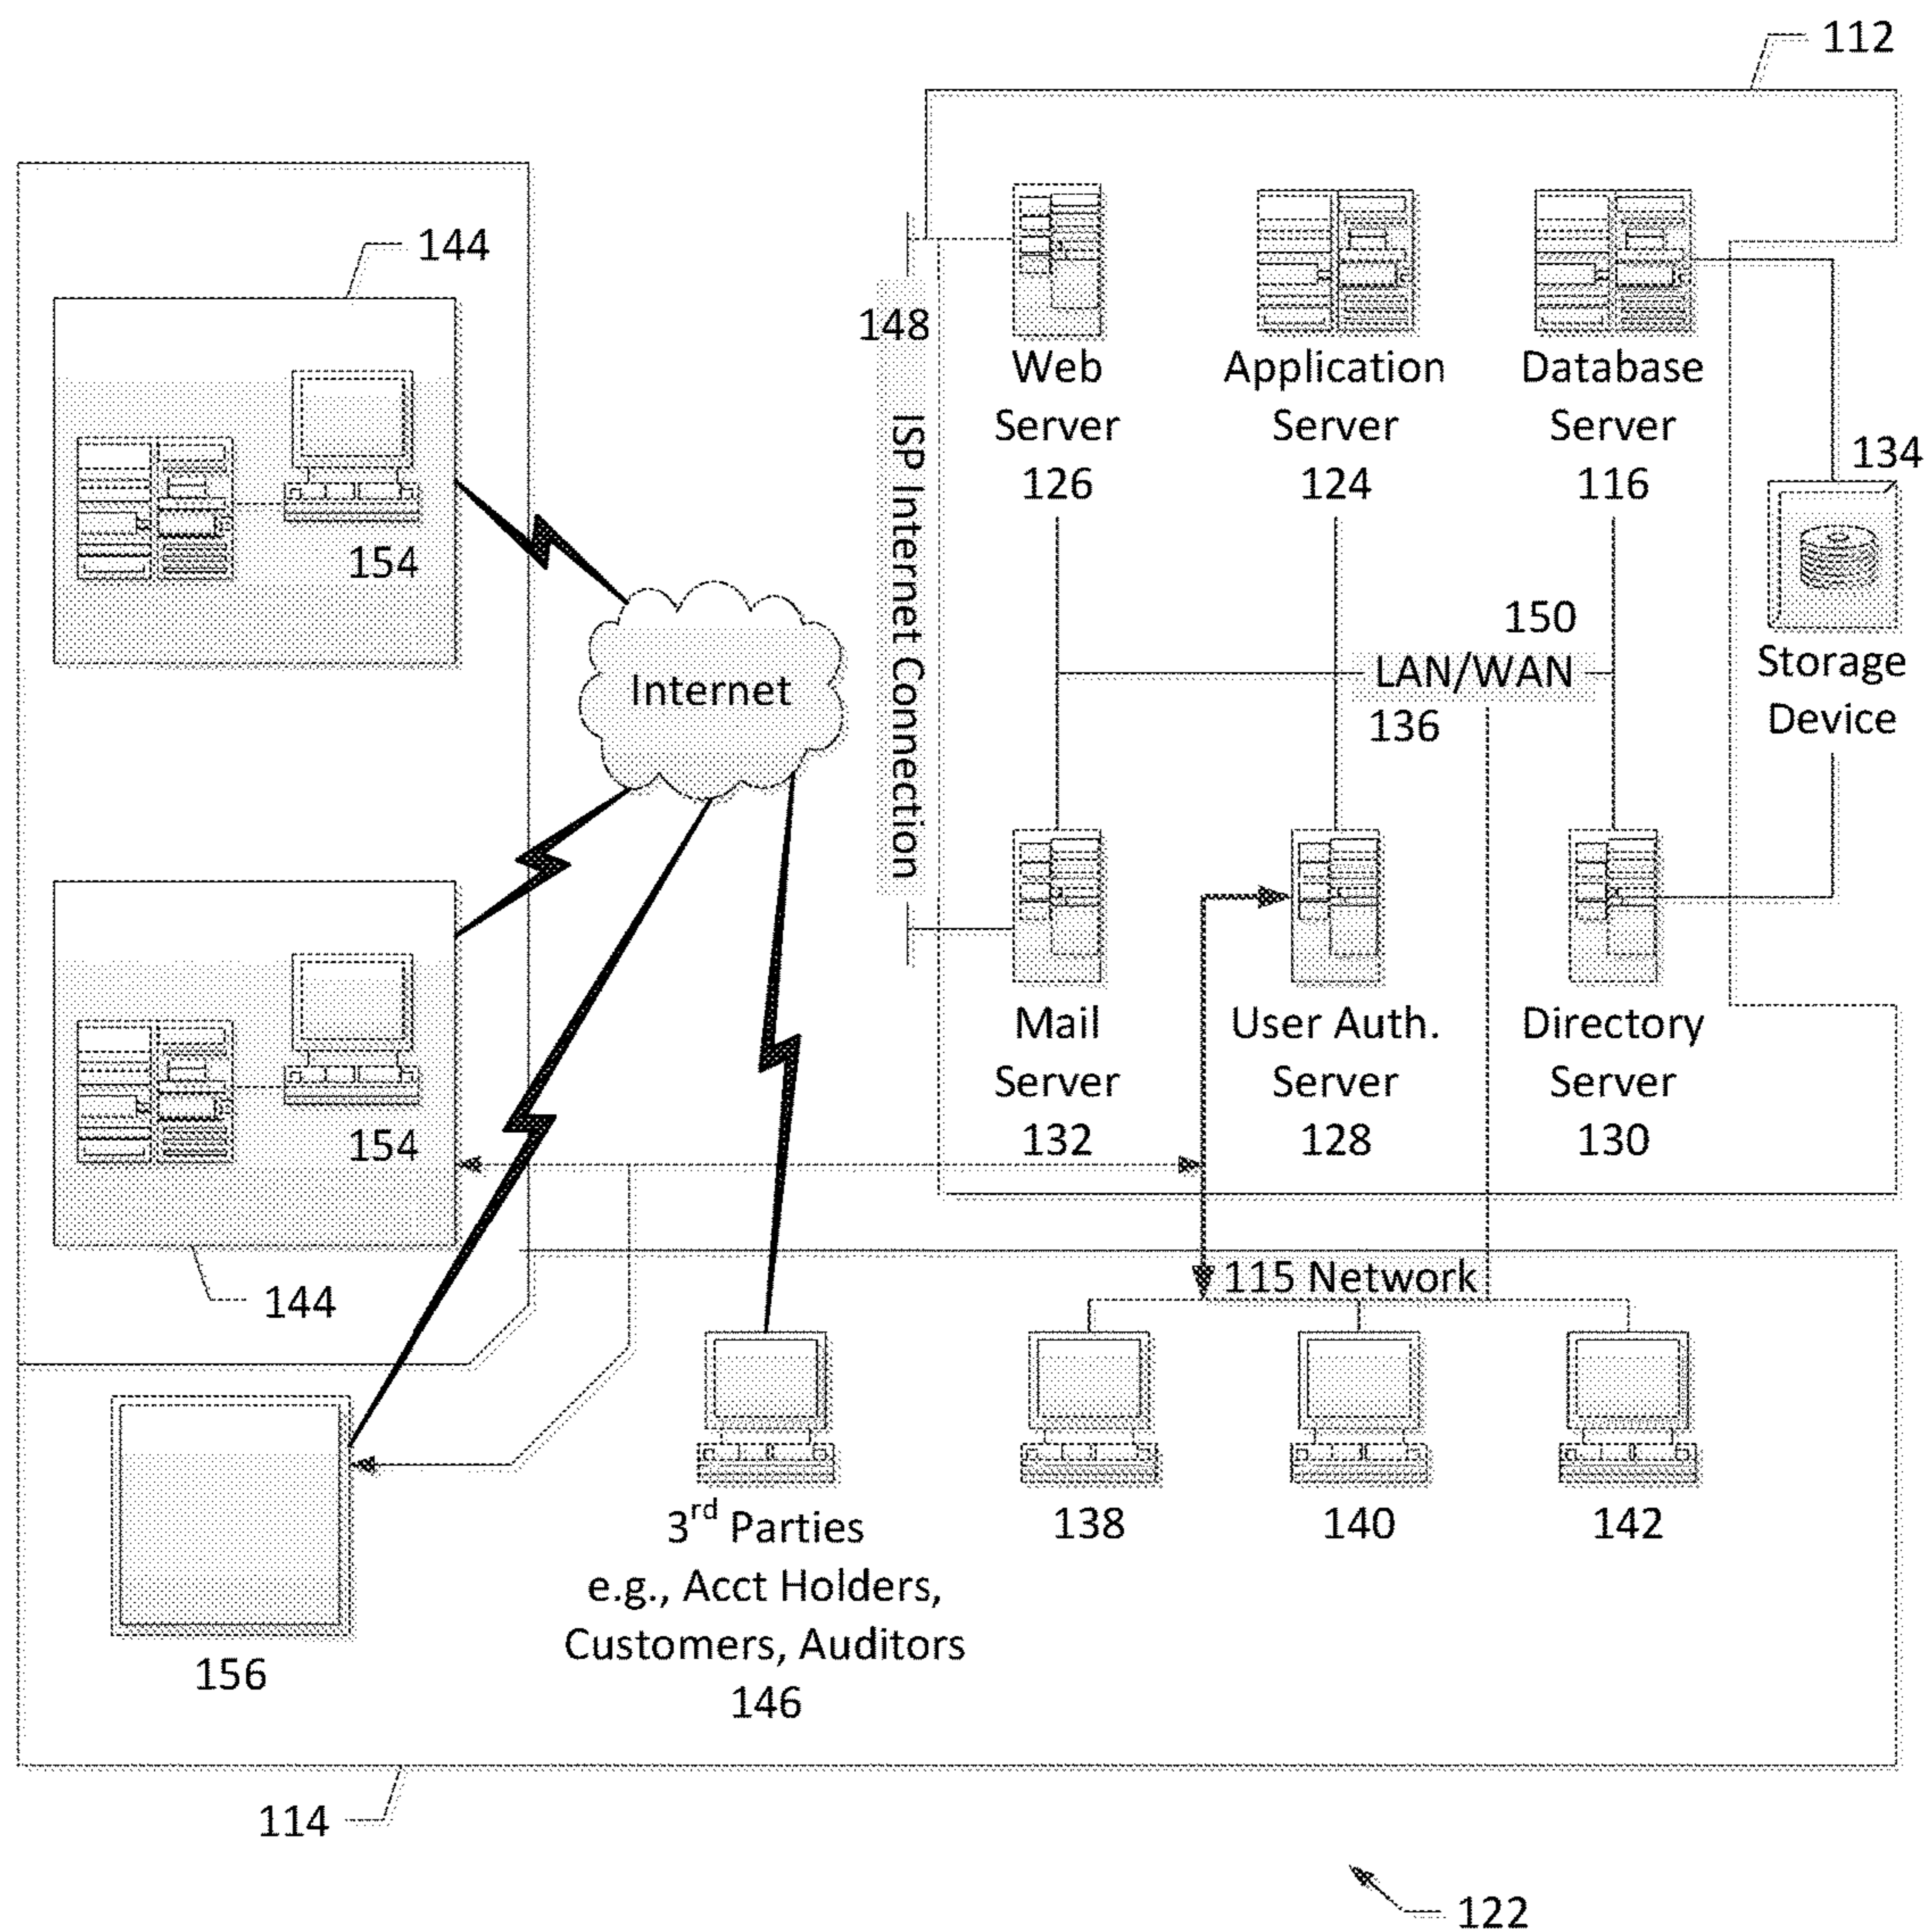 112
144
148
Web
Server
126
Application
Server
124
Database
Server
116
134
Storage
Device
154
ISP Internet Connection
Internet
150
LAN/WAN
136
Mail
Server
132
User Auth.
Server
128
Directory
Server
130
154
144
115 Network
156
3rd Parties
e.g., Acct Holders,
Customers, Auditors
146
138
140
142
114
122